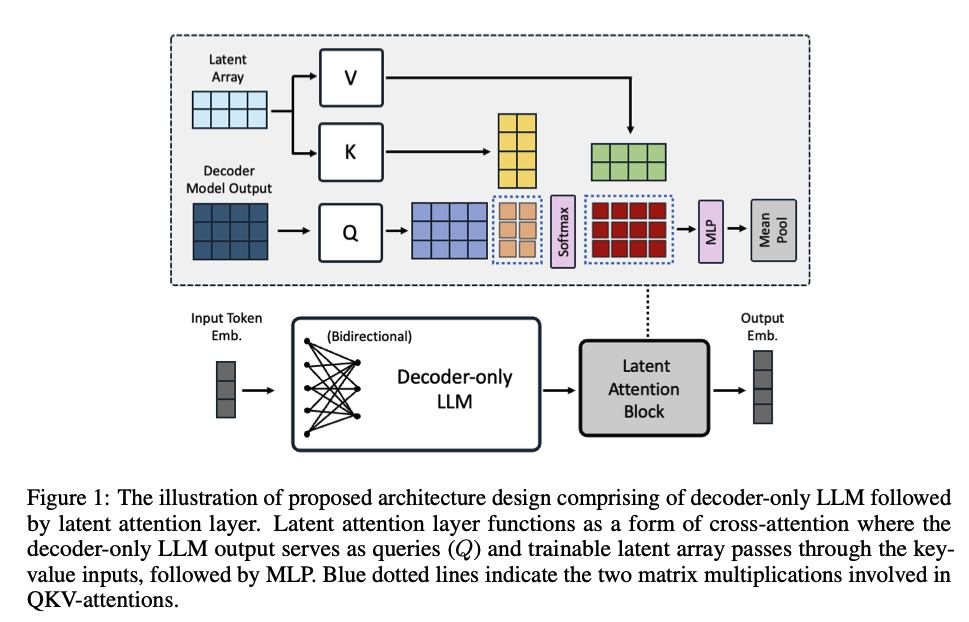 Latent
Array
V
K
Decoder
Model Output
Q
Softmax
MLP
Mean
Pool
Input Token
Emb.
(Bidirectional)
Decoder-only
LLM
Latent
Attention
Block
Output
Emb.
Figure 1: The illustration of proposed architecture design comprising of decoder-only LLM followed
by latent attention layer. Latent attention layer functions as a form of cross-attention where the
decoder-only LLM output serves as queries (Q) and trainable latent array passes through the key-
value inputs, followed by MLP. Blue dotted lines indicate the two matrix multiplications involved in
QKV-attentions.